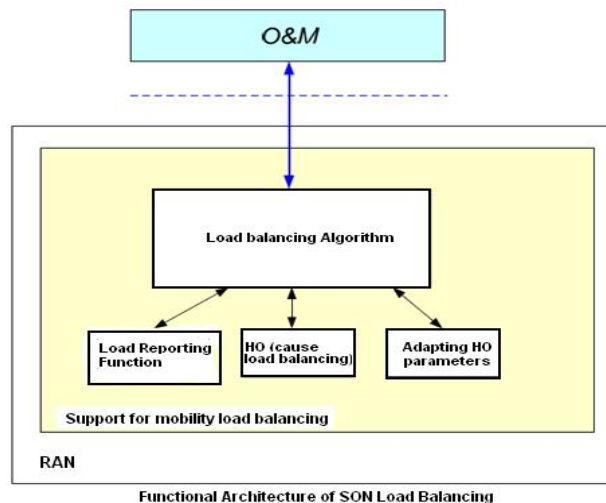 O&M
Load balancing Algorithm
Load Reporting
Function
HO (cause
load balancing)
Adapting HO
parameters
Support for mobility load balancing
RAN
Functional Architecture of SON Load Balancing